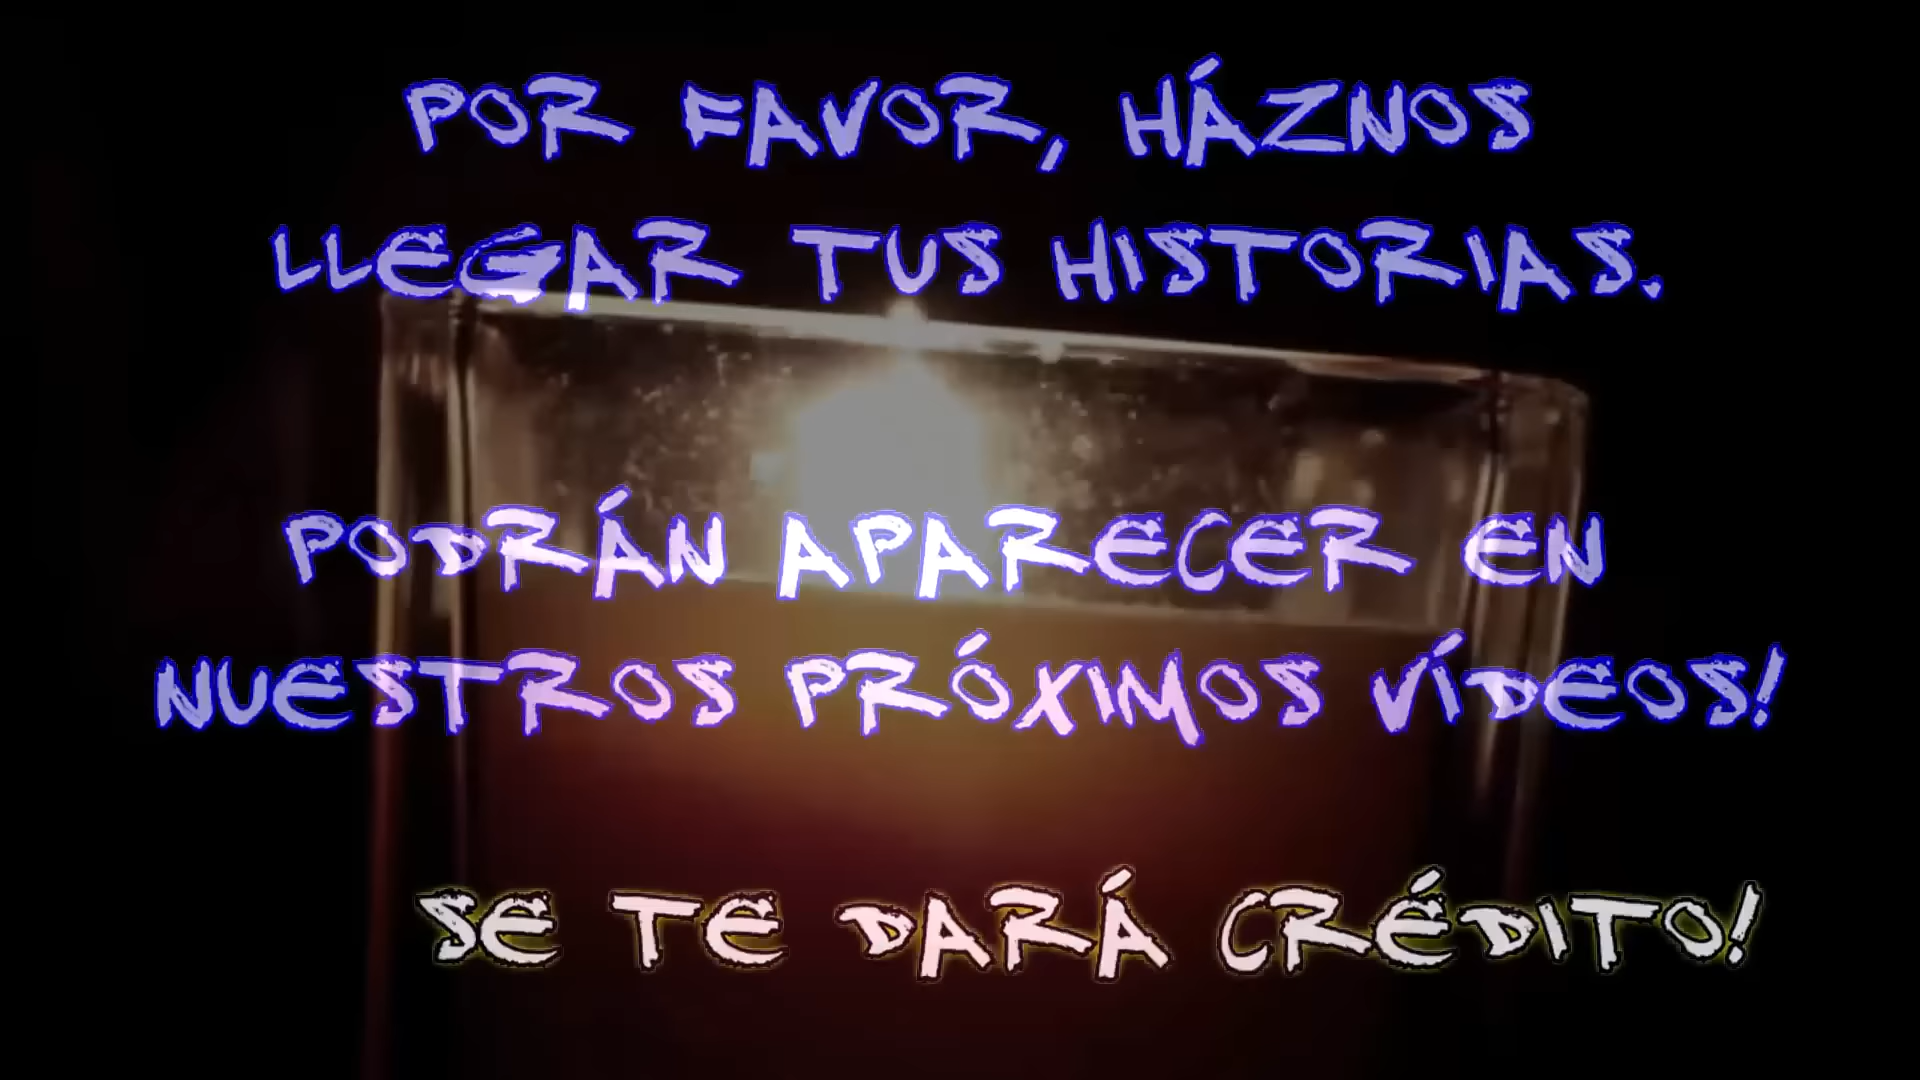 POR FAVOR, HÁZNOS
LLEGAR TUS HISTORIAS.
PODRÁN APARECER EN
NUESTROS PRÓXIMOS VÍDEOS!
SE TE DARÁ CRÉDITO!